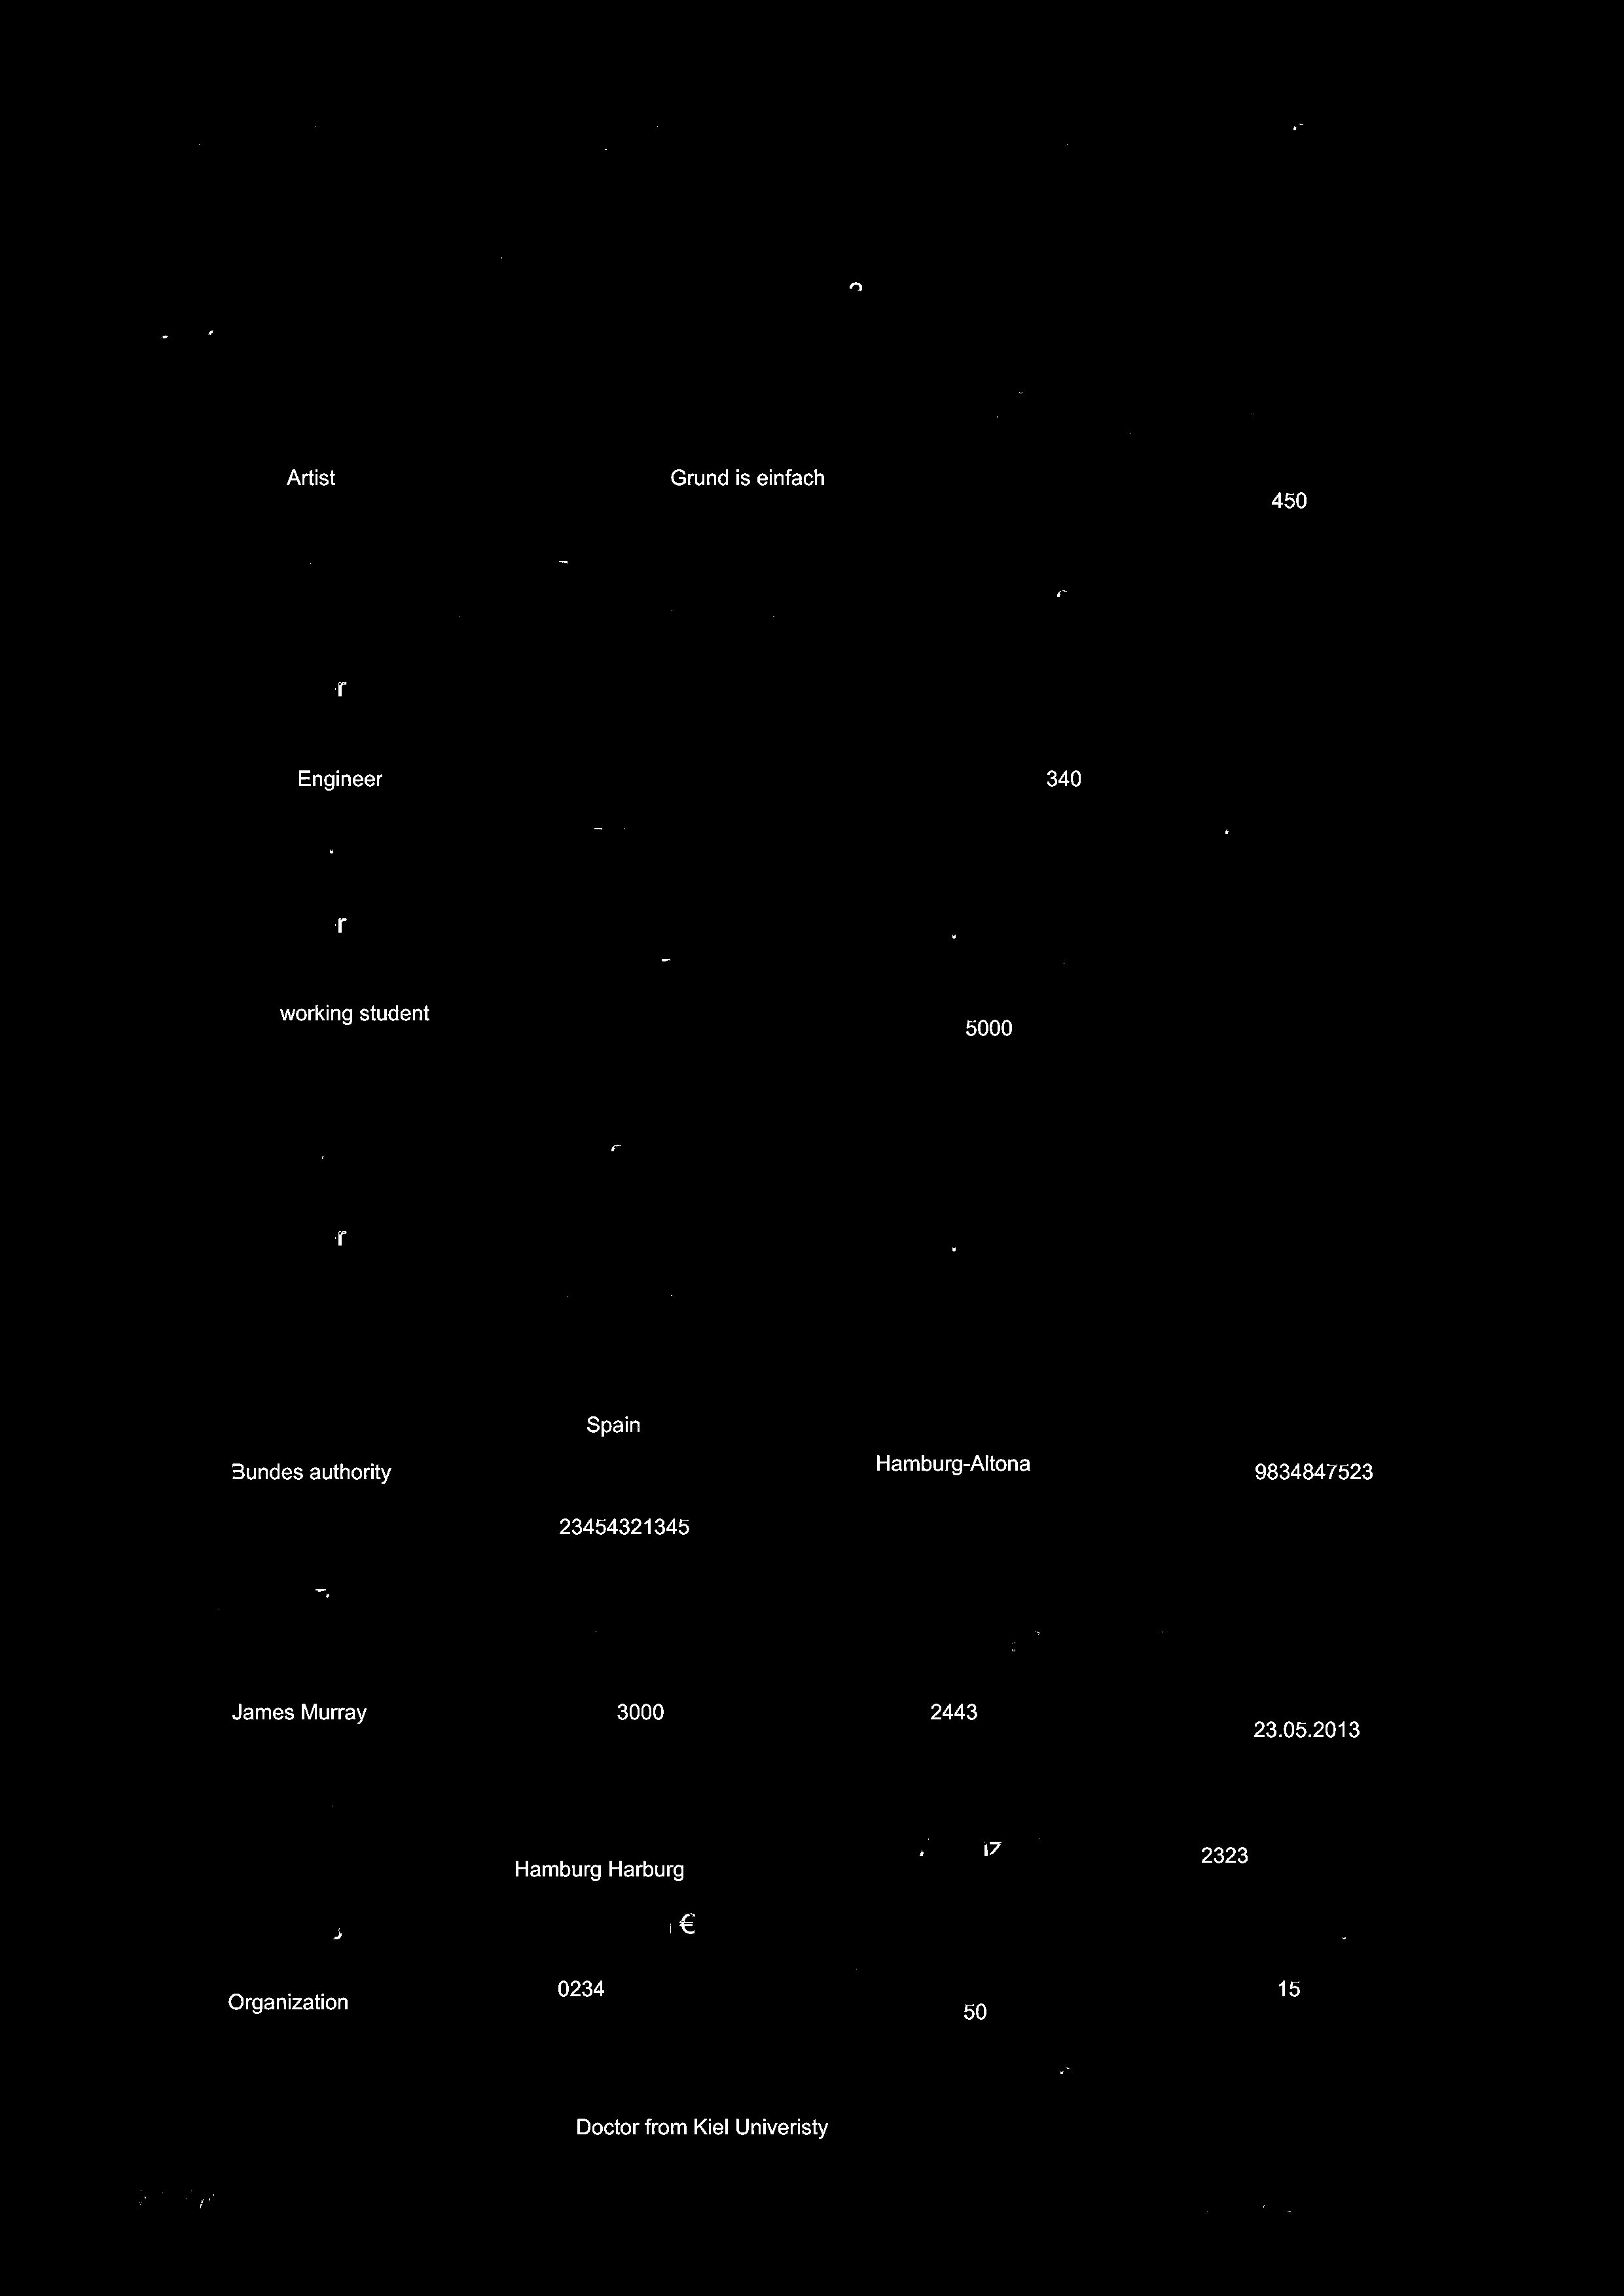 Artist Grund is einfach
450
r
Engineer 340
r
working student
5000
r
Spain
Hamburg-Altona
Bundes authority 9834847523
23454321345
James Murray 3000 2443
23.05.2013
2323
Hamburg Harburg
€
0234 15
Organization
50
Doctor from Kiel Univeristy